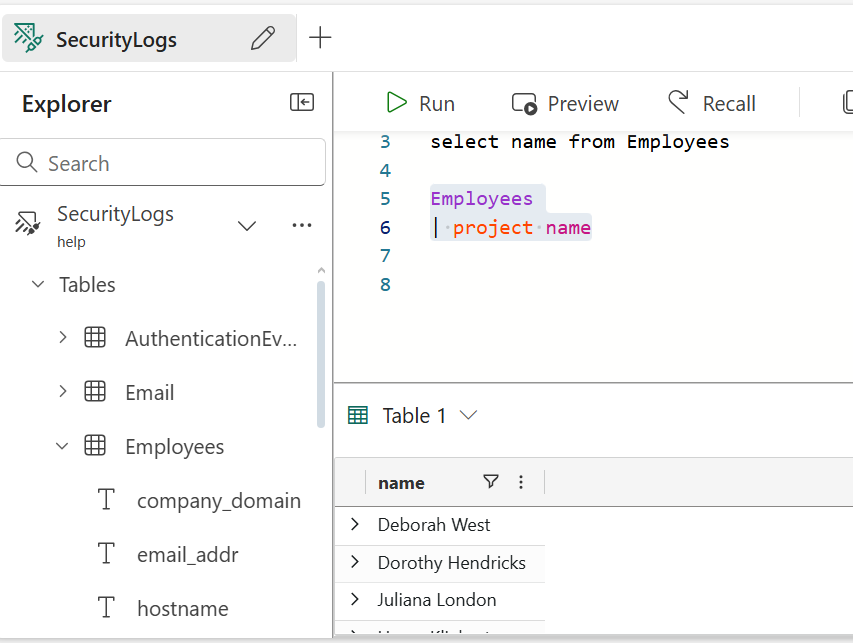 SecurityLogs
Explorer
Search
SecurityLogs
help
Tables
AuthenticationEv...
Email
Employees
company_domain
email_addr
hostname
Run Preview Recall
3 select name from Employees
4
5 Employees
6 | project name
7
8
Table 1
name
Deborah West
Dorothy Hendricks
Juliana London